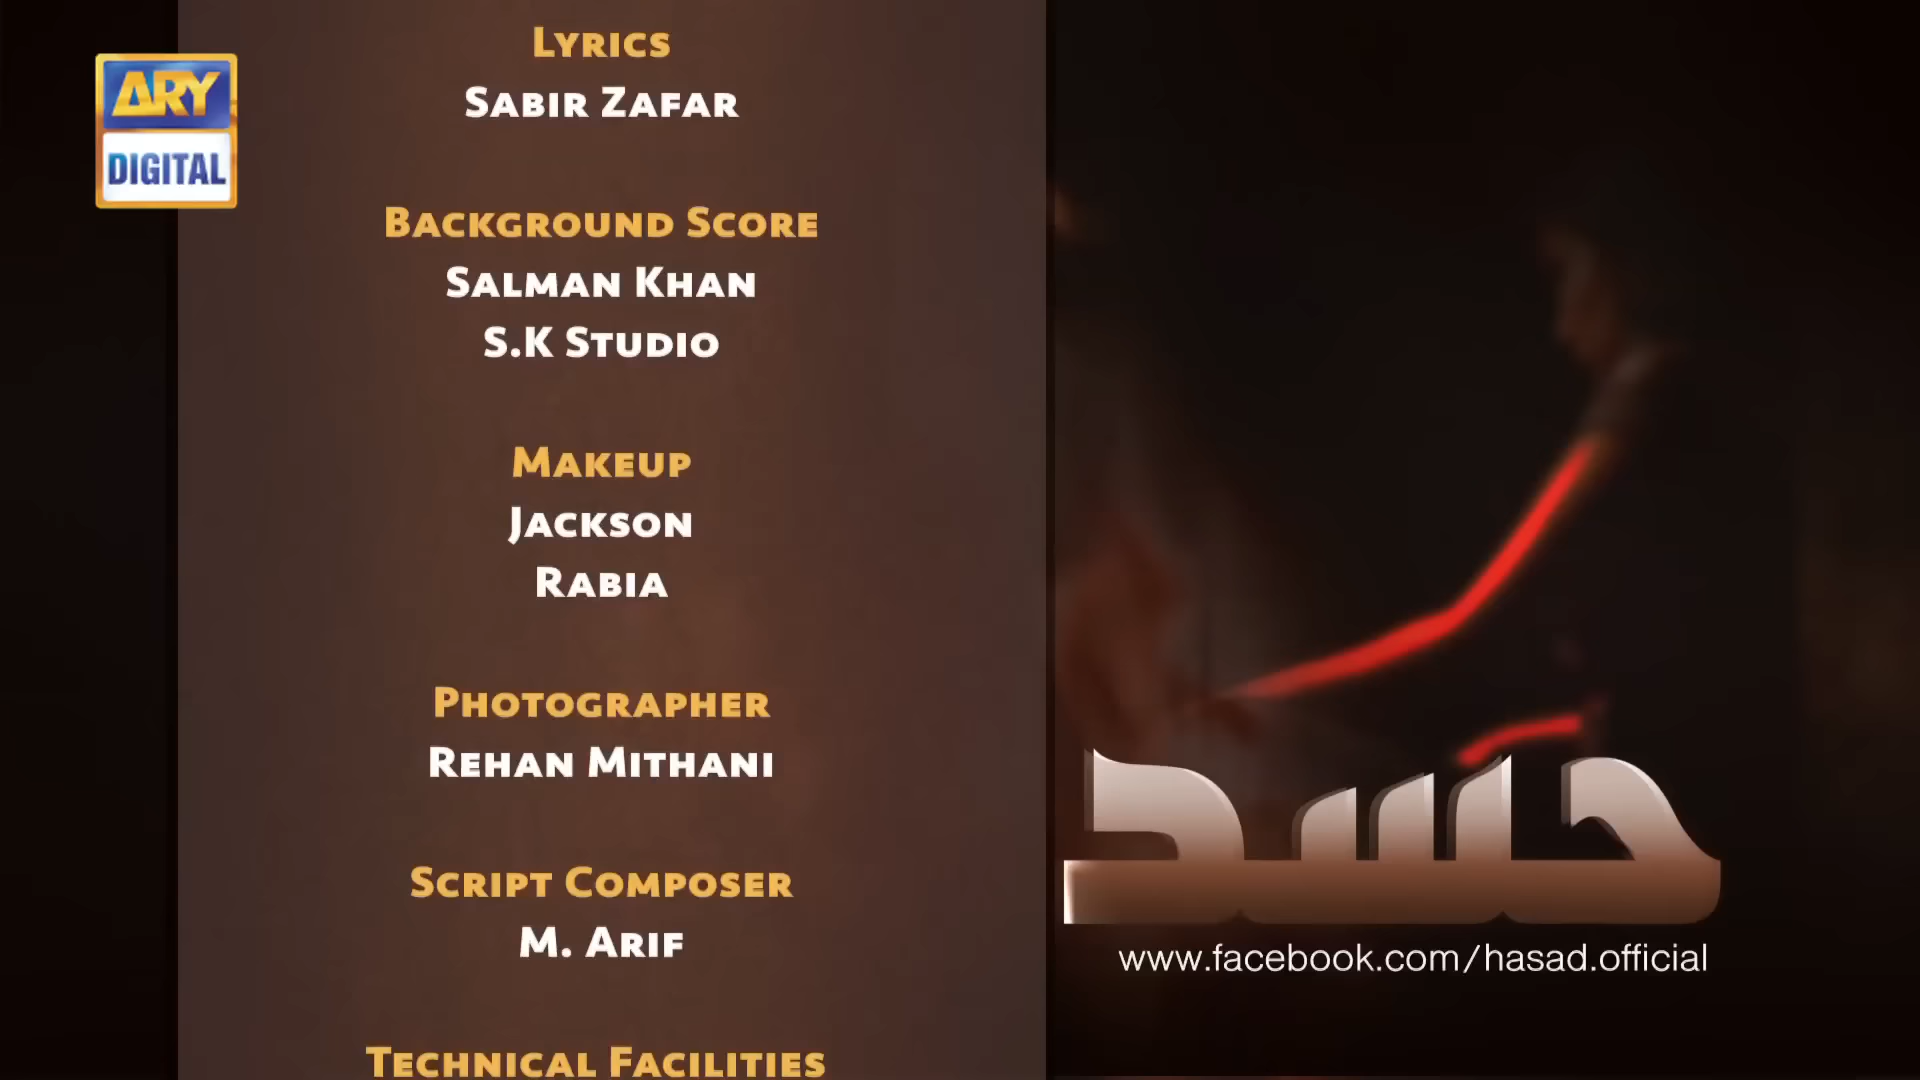 ARY
DIGITAL
LYRICS
SABIR ZAFAR
BACKGROUND SCORE
SALMAN KHAN
S.K STUDIO
MAKEUP
JACKSON
RABIA
PHOTOGRAPHER
REHAN MITHANI
SCRIPT COMPOSER
M. ARIF
TECHNICAL FACILITIES
حسد
www.facebook.com/hasad.official